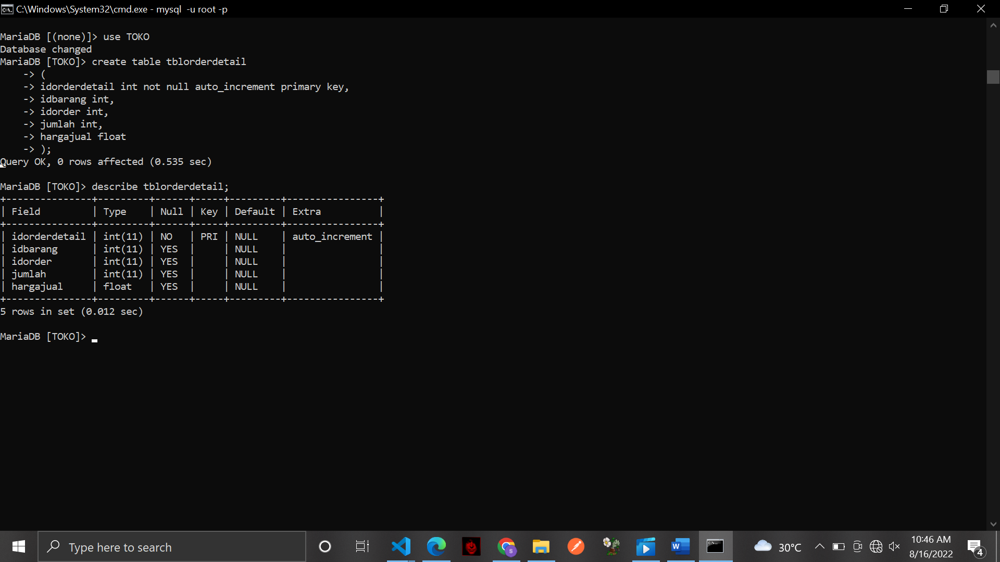 C:\Windows\System32\cmd.exe - mysql  -u root -p
MariaDB [(none)]> use TOKO
Database changed
MariaDB [TOKO]> create table tblorderdetail
    -> (
    -> idorderdetail int not null auto_increment primary key,
    -> idbarang int,
    -> idorder int,
    -> jumlah int,
    -> hargajual float
    -> );
Query OK, 0 rows affected (0.535 sec)
MariaDB [TOKO]> describe tblorderdetail;
+---------------+---------+------+-----+---------+----------------+
| Field         | Type    | Null | Key | Default | Extra          |
+---------------+---------+------+-----+---------+----------------+
| idorderdetail | int(11) | NO   | PRI | NULL    | auto_increment |
| idbarang      | int(11) | YES  |     | NULL    |                |
| idorder       | int(11) | YES  |     | NULL    |                |
| jumlah        | int(11) | YES  |     | NULL    |                |
| hargajual     | float   | YES  |     | NULL    |                |
+---------------+---------+------+-----+---------+----------------+
5 rows in set (0.012 sec)
MariaDB [TOKO]>
Type here to search
30°C
10:46 AM
8/16/2022
4